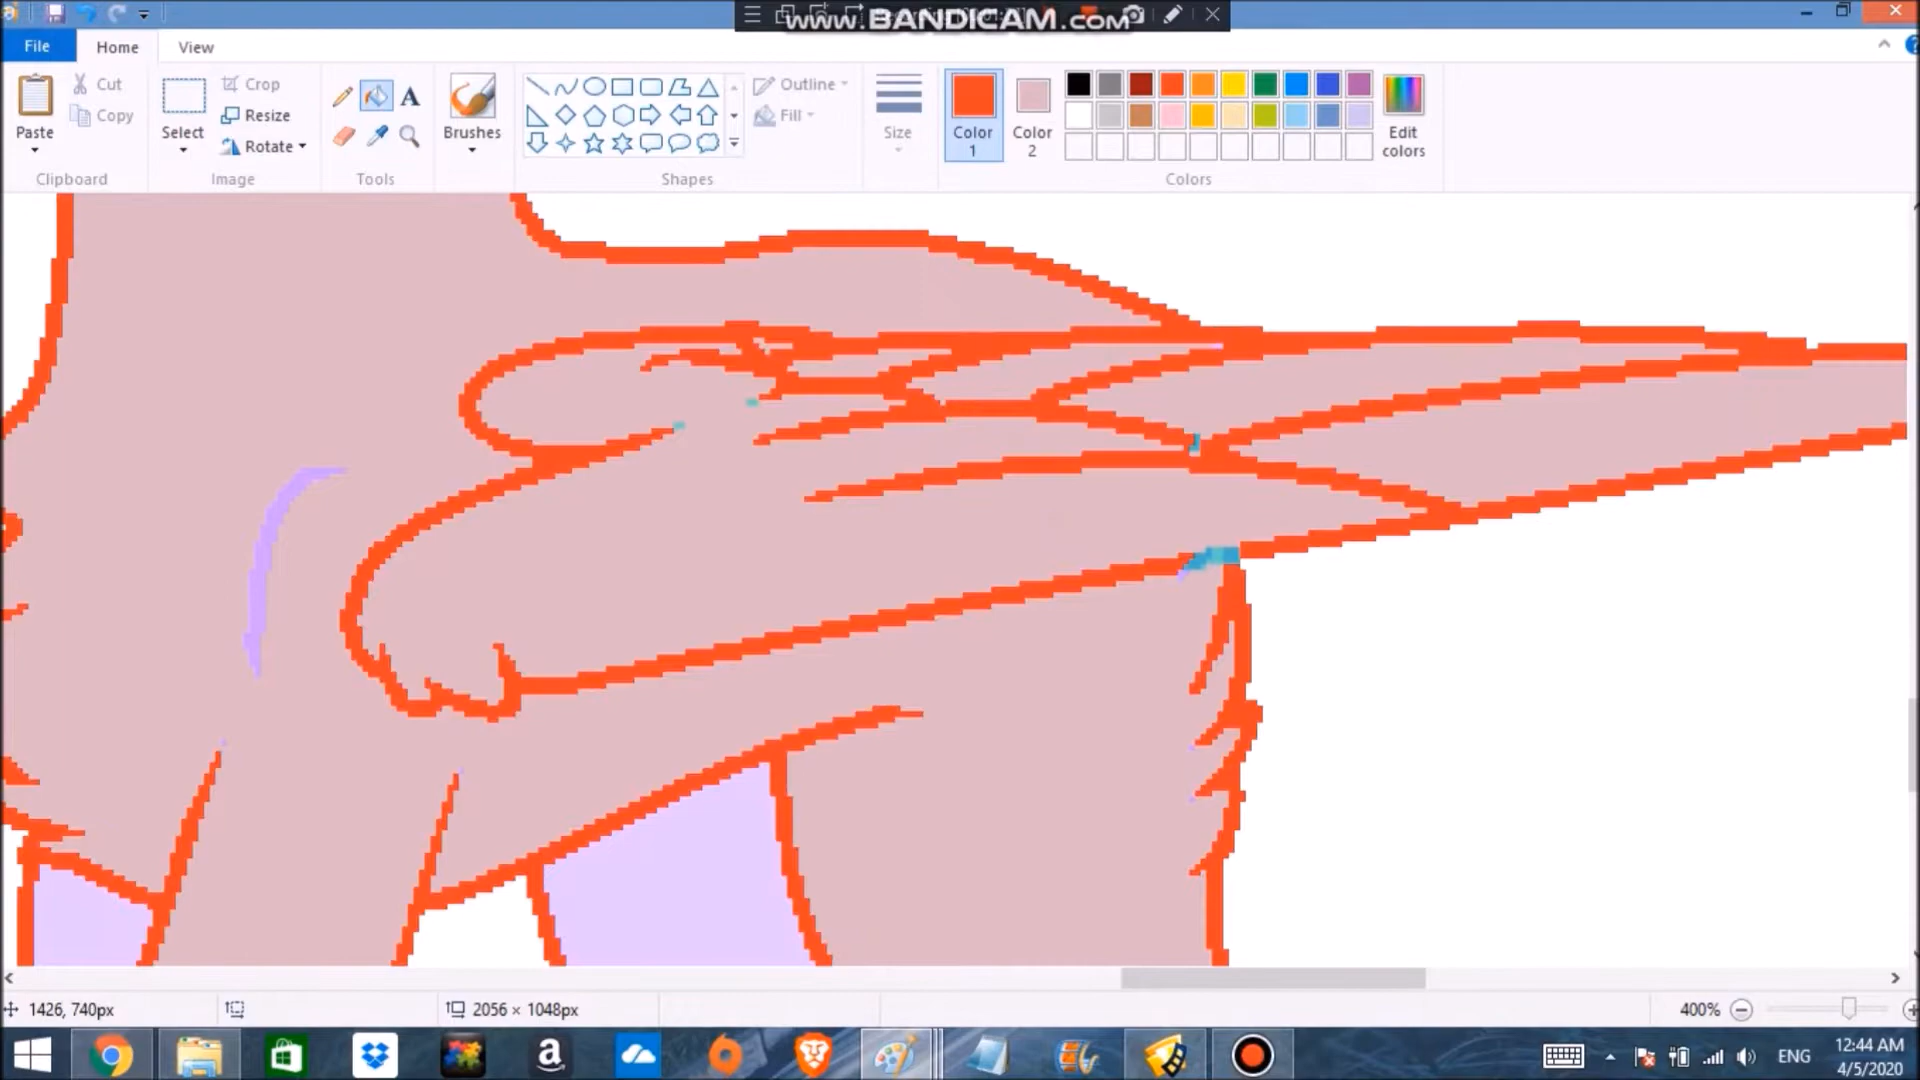 www.BANDICAM.com
File
Home
View
Paste
Cut
Copy
Clipboard
Select
Crop
Resize
Rotate
Image
A
Tools
Brushes
Outline
Fill
Shapes
Size
Color 1
Color 2
Edit colors
Colors
1426, 740px
2056 × 1048px
400%
a
ENG
12:44 AM
4/5/2020